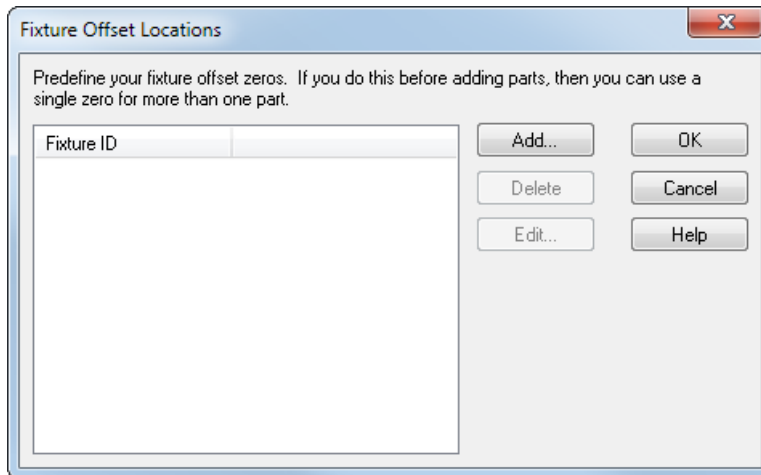 Fixture Offset Locations
Predefine your fixture offset zeros.  If you do this before adding parts, then you can use a
single zero for more than one part.
Fixture ID
Add...
OK
Delete
Cancel
Edit...
Help